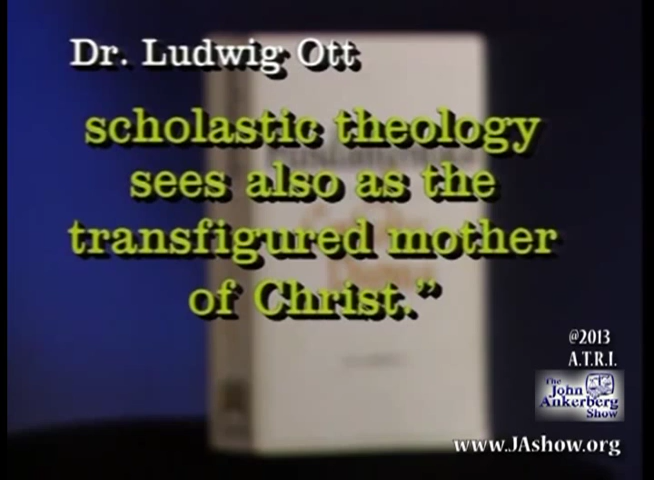 Dr. Ludwig Ott
scholastic theology
sees also as the
transfigured mother
of Christ.”
@2013
A.T.R.I.
The
John
Ankerberg
Show
www.JAshow.org